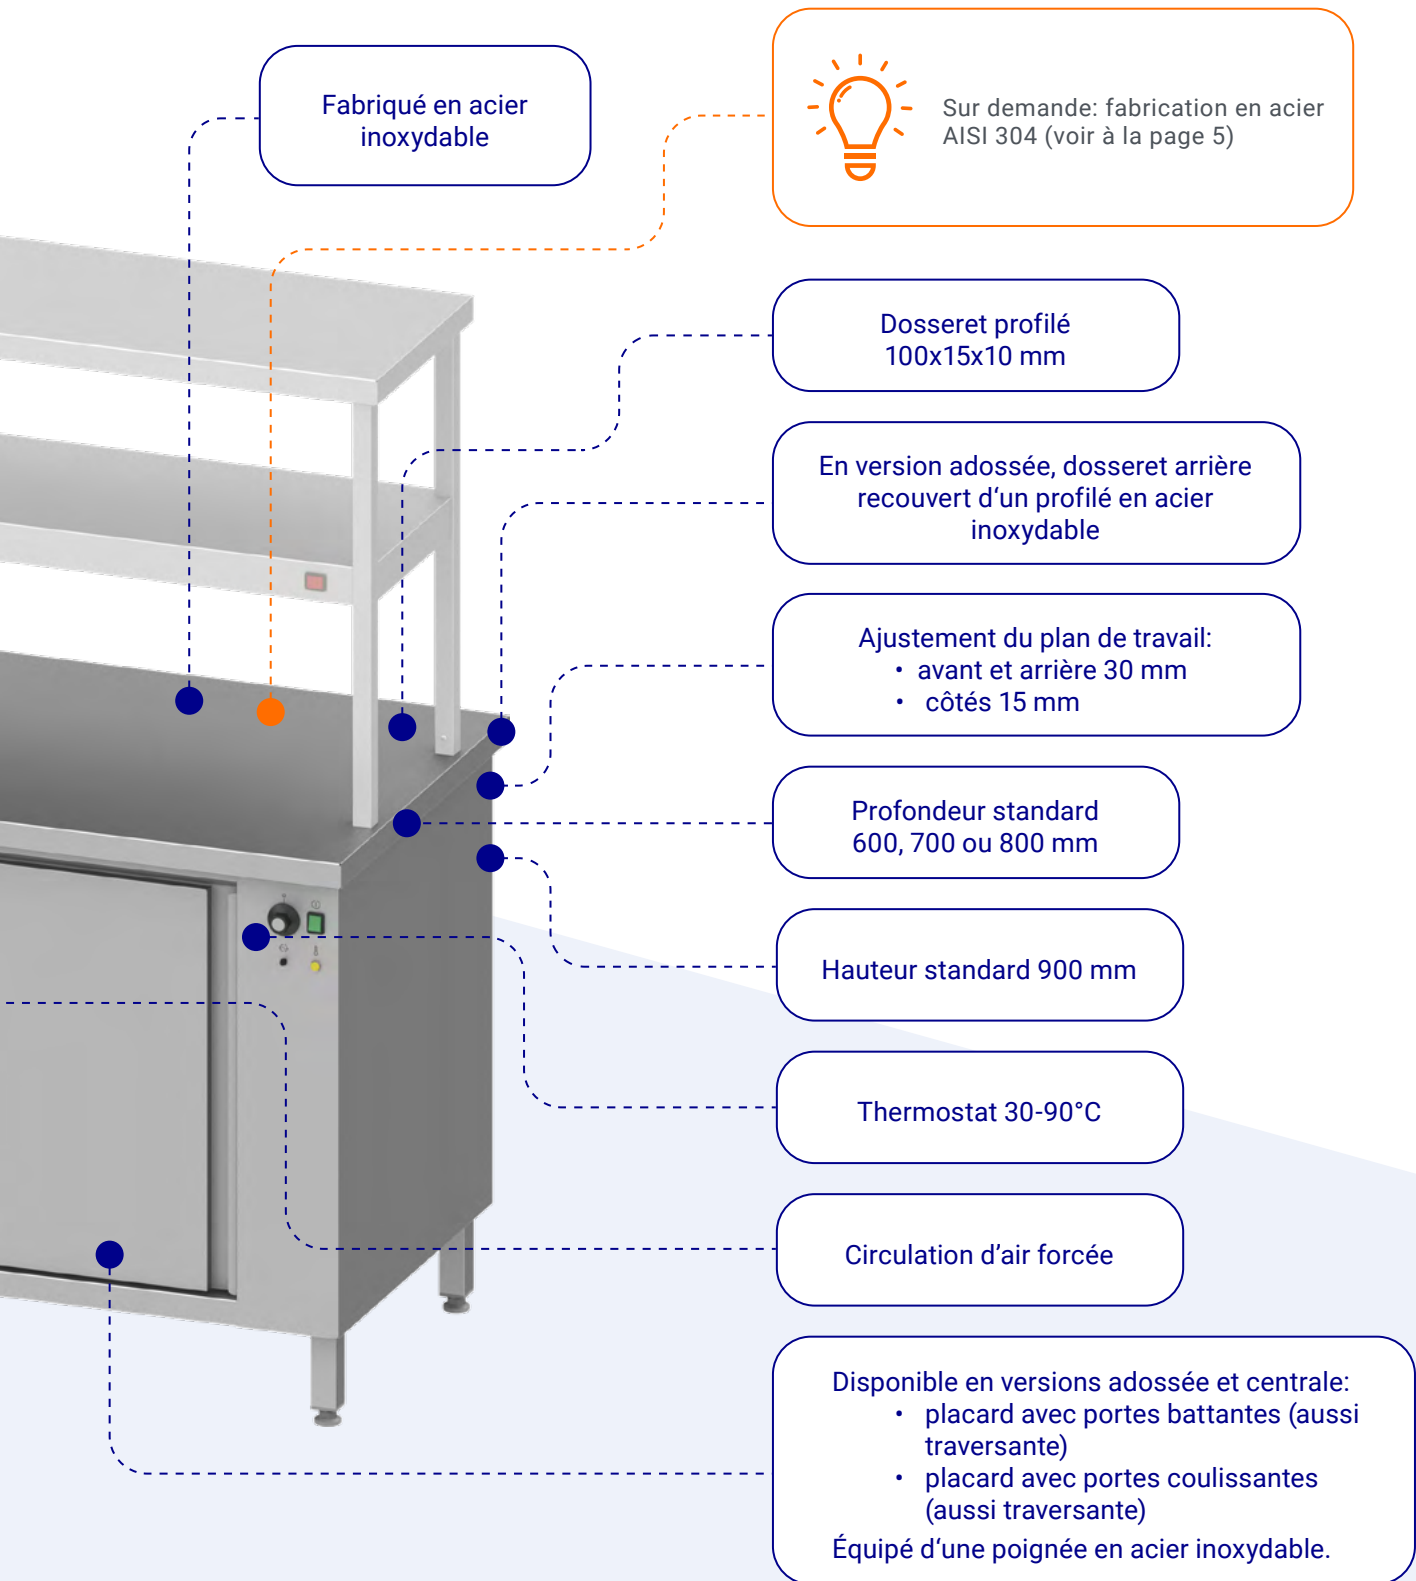 Fabriqué en acier
inoxydable
Sur demande: fabrication en acier
AISI 304 (voir à la page 5)
Dosseret profilé
100x15x10 mm
En version adossée, dosseret arrière
recouvert d‘un profilé en acier
inoxydable
Ajustement du plan de travail:
• avant et arrière 30 mm
• côtés 15 mm
Profondeur standard
600, 700 ou 800 mm
Hauteur standard 900 mm
Thermostat 30-90°C
Circulation d’air forcée
Disponible en versions adossée et centrale:
• placard avec portes battantes (aussi
traversante)
• placard avec portes coulissantes
(aussi traversante)
Équipé d‘une poignée en acier inoxydable.